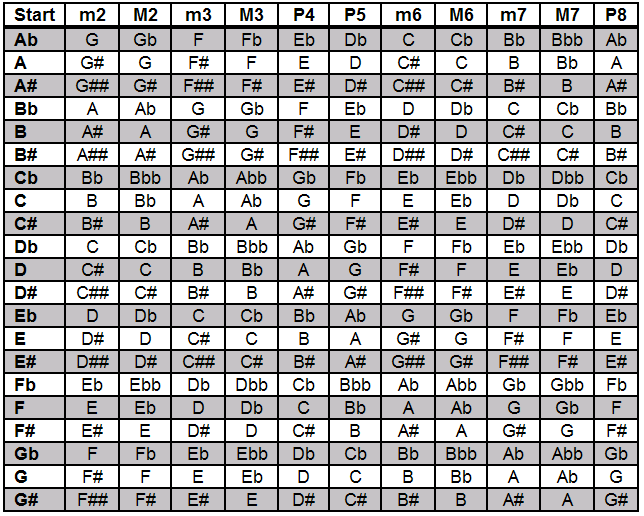 Start m2 M2 m3 M3 P4 P5 m6 M6 m7 M7 P8
Ab G Gb F Fb Eb Db C Cb Bb Bbb Ab
A G# G F# F E D C# C B Bb A
A# G## G# F## F# E# D# C## C# B# B A#
Bb A Ab G Gb F Eb D Db C Cb Bb
B A# A G# G F# E D# D C# C B
B# A## A# G## G# F## E# D## D# C## C# B#
Cb Bb Bbb Ab Abb Gb Fb Eb Ebb Db Dbb Cb
C B Bb A Ab G F E Eb D Db C
C# B# B A# A G# F# E# E D# D C#
Db C Cb Bb Bbb Ab Gb F Fb Eb Ebb Db
D C# C B Bb A G F# F E Eb D
D# C## C# B# B A# G# F## F# E# E D#
Eb D Db C Cb Bb Ab G Gb F Fb Eb
E D# D C# C B A G# G F# F E
E# D## D# C## C# B# A# G## G# F## F# E#
Fb Eb Ebb Db Dbb Cb Bbb Ab Abb Gb Gbb Fb
F E Eb D Db C Bb A Ab G Gb F
F# E# E D# D C# B A# A G# G F#
Gb F Fb Eb Ebb Db Cb Bb Bbb Ab Abb Gb
G F# F E Eb D C B Bb A Ab G
G# F## F# E# E D# C# B# B A# A G#